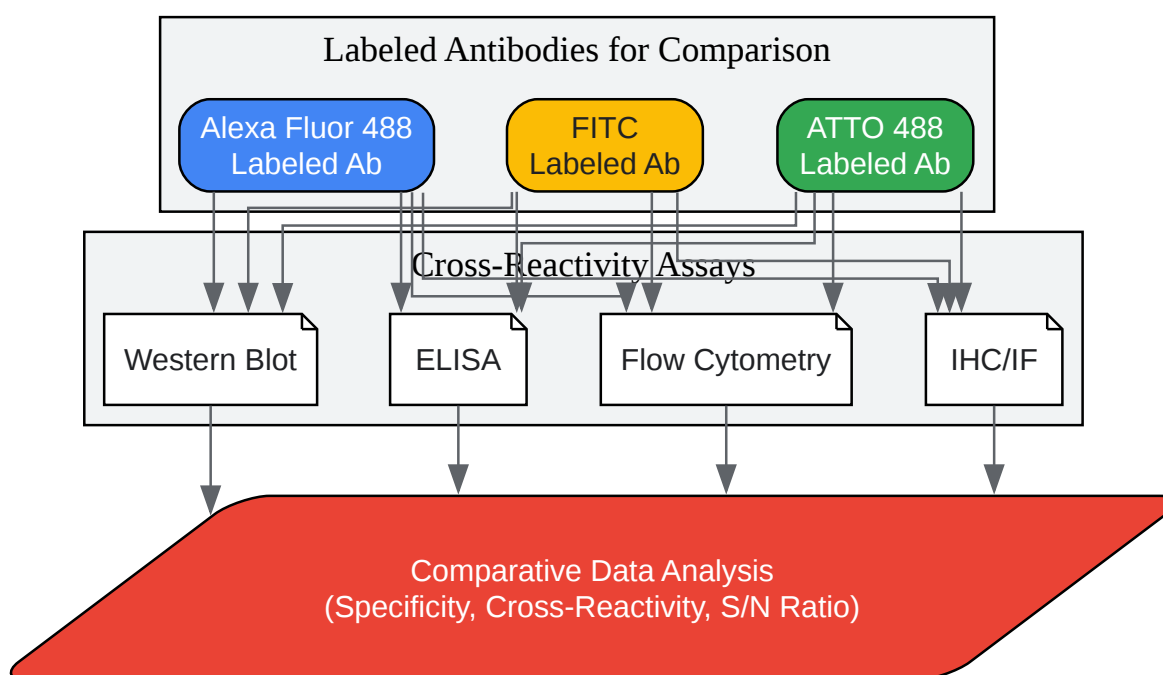 Labeled Antibodies for Comparison
Alexa Fluor 488
Labeled Ab
FITC
Labeled Ab
ATTO 488
Labeled Ab
Cross-Reactivity Assays
Western Blot
ELISA
Flow Cytometry
IHC/IF
Comparative Data Analysis
(Specificity, Cross-Reactivity, S/N Ratio)